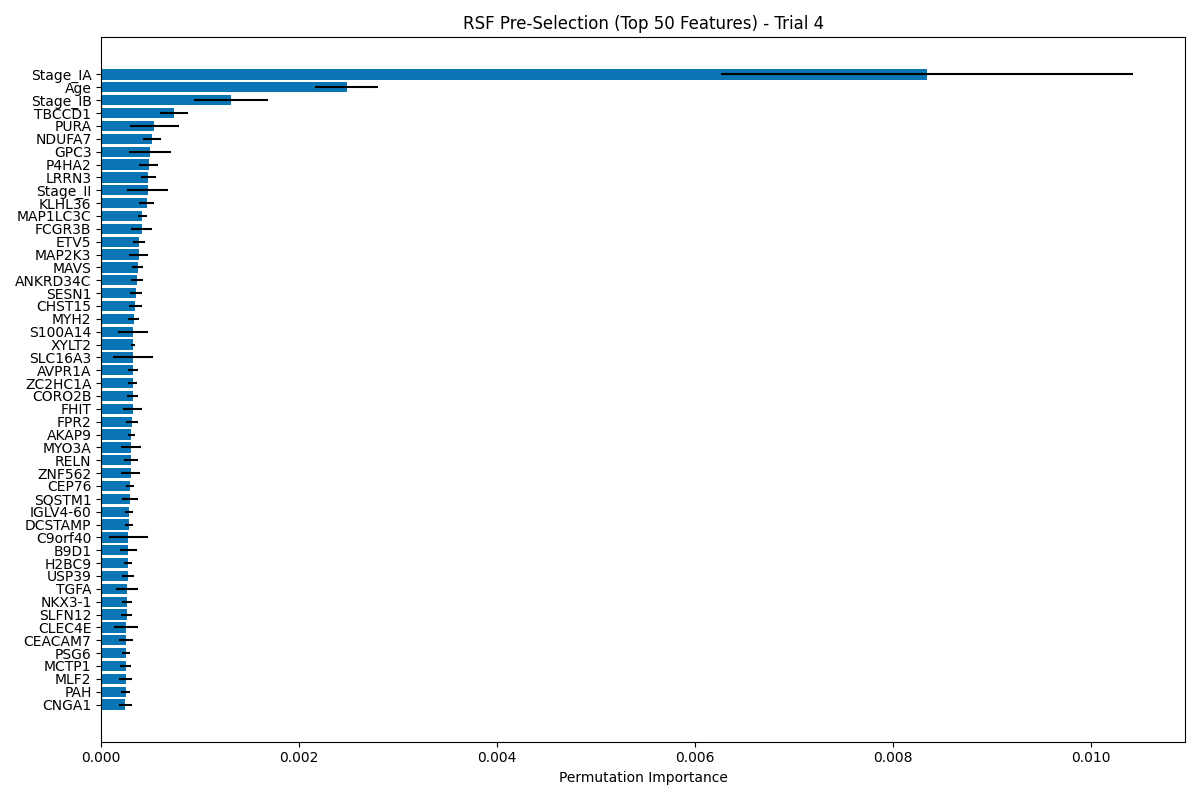 RSF Pre-Selection (Top 50 Features) - Trial 4
Stage_IA
Age
Stage_IB
TBCCD1
PURA
NDUFA7
GPC3
P4HA2
LRRN3
Stage_II
KLHL36
MAP1LC3C
FCGR3B
ETV5
MAP2K3
MAVS
ANKRD34C
SESN1
CHST15
MYH2
S100A14
XYLT2
SLC16A3
AVPR1A
ZC2HC1A
CORO2B
FHIT
FPR2
AKAP9
MYO3A
RELN
ZNF562
CEP76
SQSTM1
IGLV4-60
DCSTAMP
C9orf40
B9D1
H2BC9
USP39
TGFA
NKX3-1
SLFN12
CLEC4E
CEACAM7
PSG6
MCTP1
MLF2
PAH
CNGA1
0.000 0.002 0.004 0.006 0.008 0.010
Permutation Importance